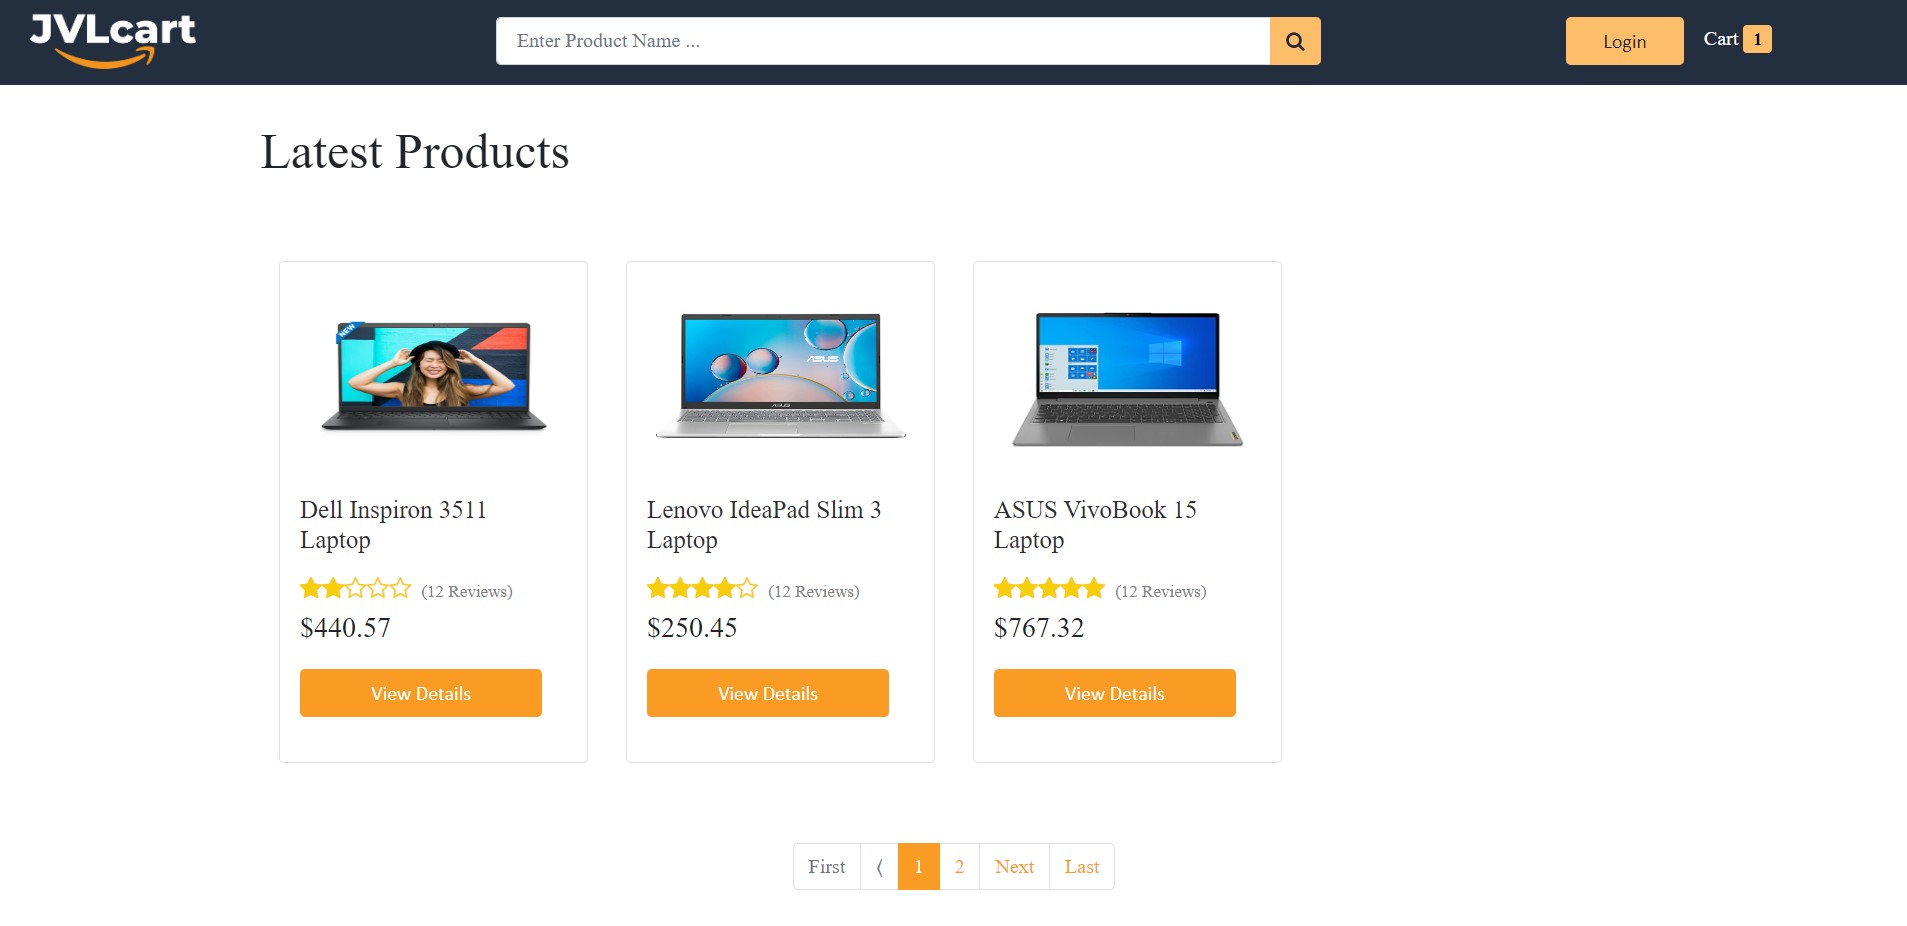 JVLcart
Enter Product Name ...
Login
Cart 1
Latest Products
NEW
Dell Inspiron 3511
Laptop
(12 Reviews)
$440.57
View Details
ASUS
ASUS
Lenovo IdeaPad Slim 3
Laptop
(12 Reviews)
$250.45
View Details
ASUS VivoBook 15
Laptop
(12 Reviews)
$767.32
View Details
First ⟨ 1 2 Next Last